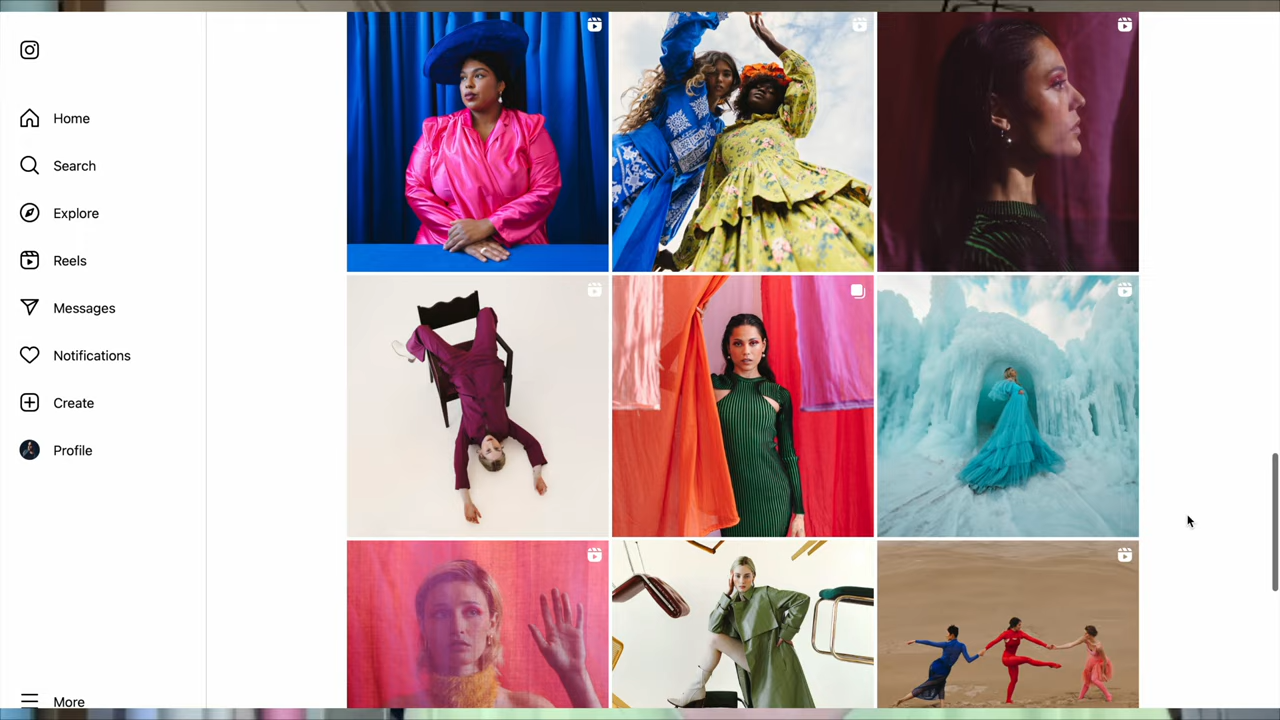 Home
Search
Explore
Reels
Messages
Notifications
Create
Profile
More